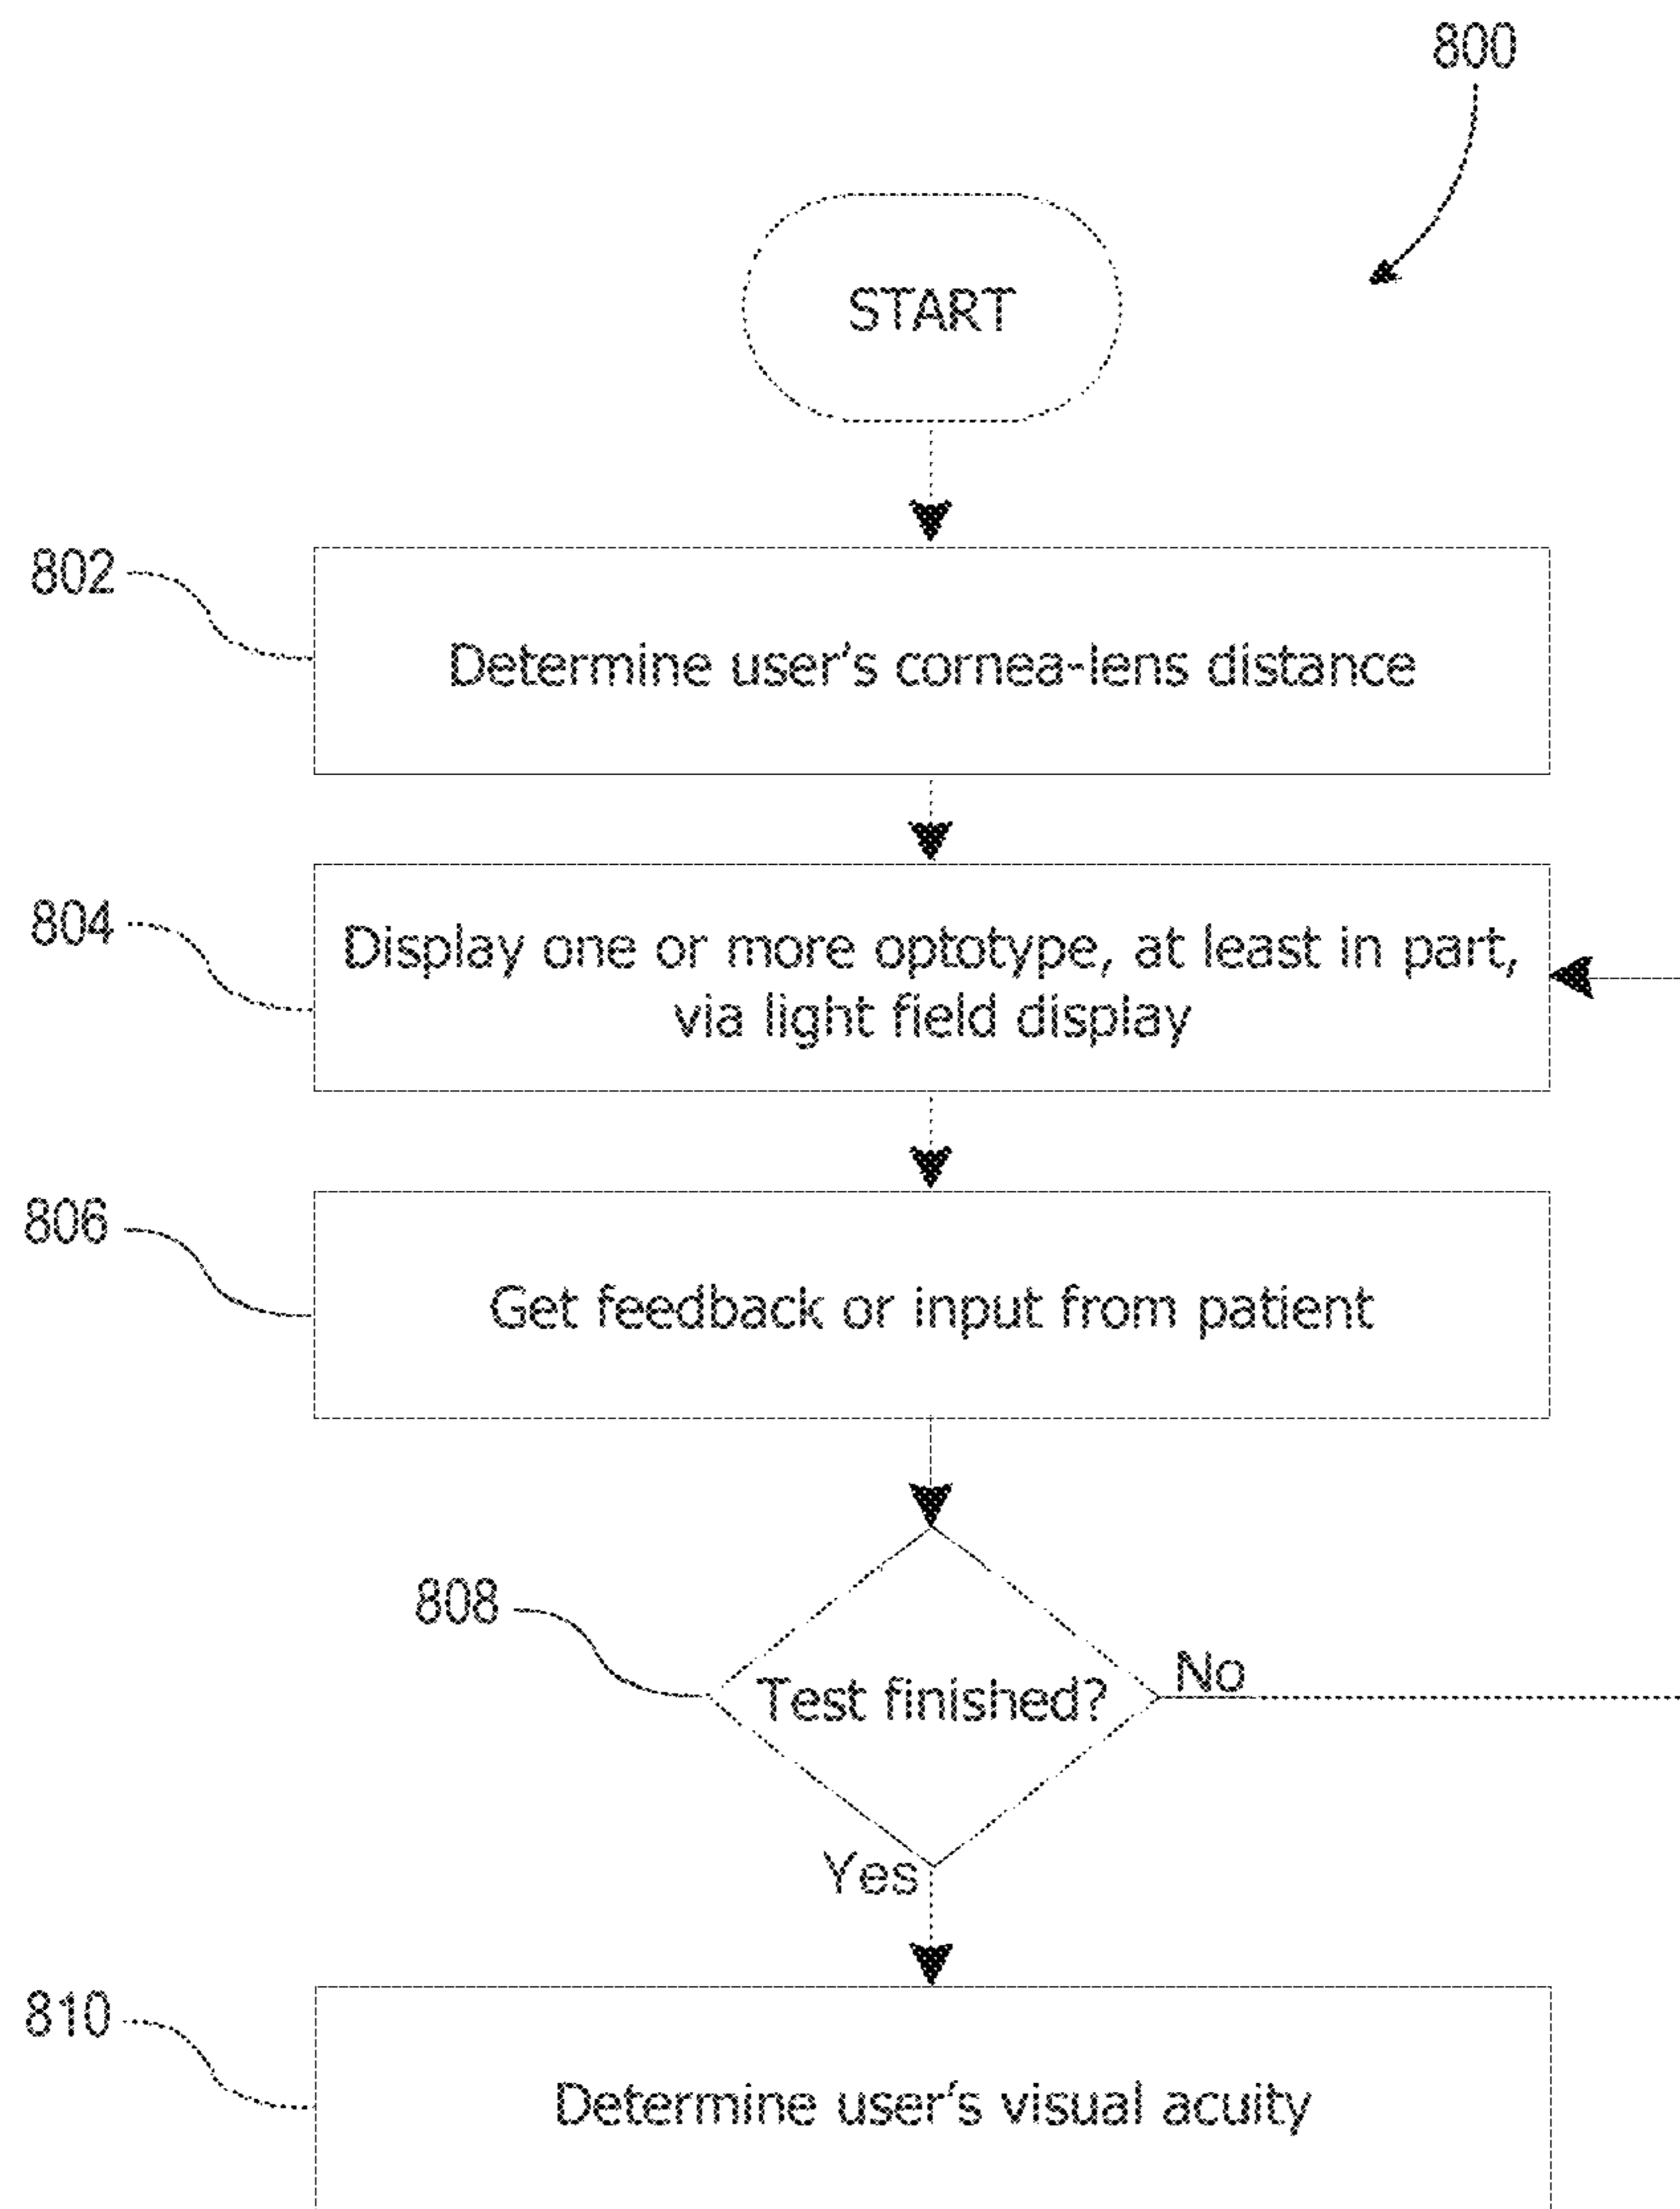 800
START
802
Determine user's cornea-lens distance
804
Display one or more optotype, at least in part,
via light field display
806
Get feedback or input from patient
808
Test finished?
No
Yes
810
Determine user's visual acuity